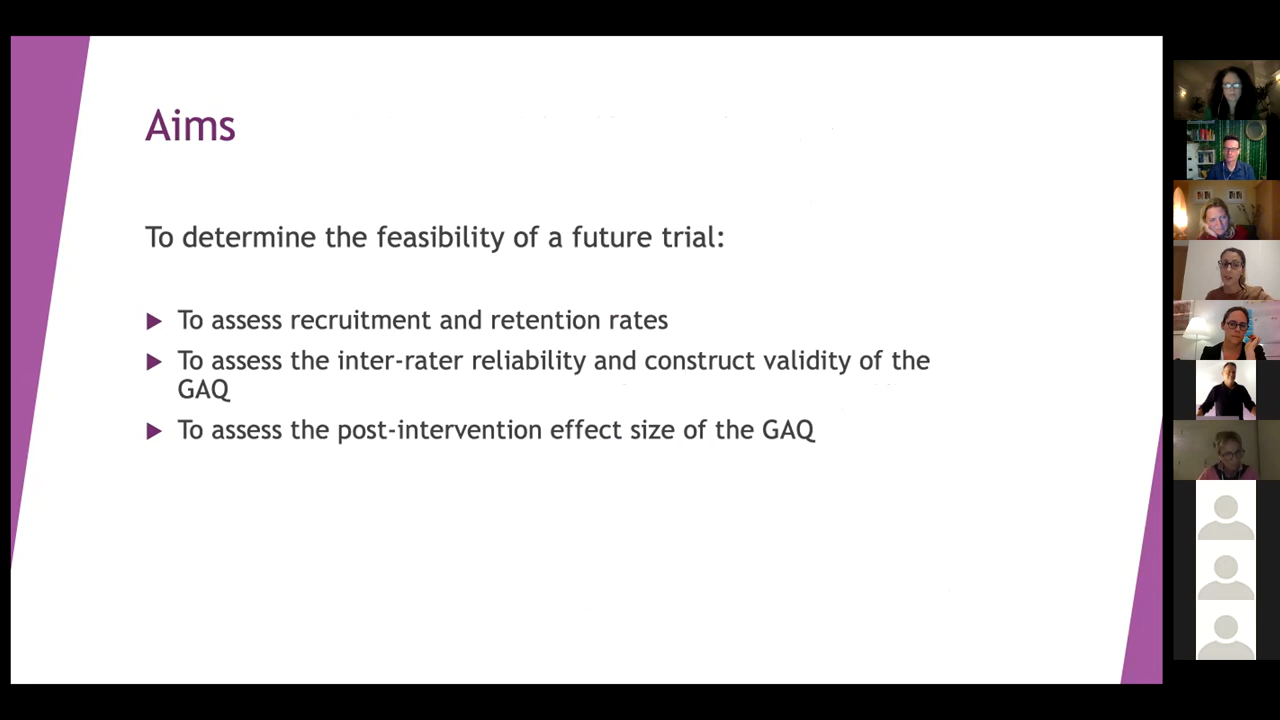 Aims
To determine the feasibility of a future trial:
To assess recruitment and retention rates
To assess the inter-rater reliability and construct validity of the
GAQ
To assess the post-intervention effect size of the GAQ